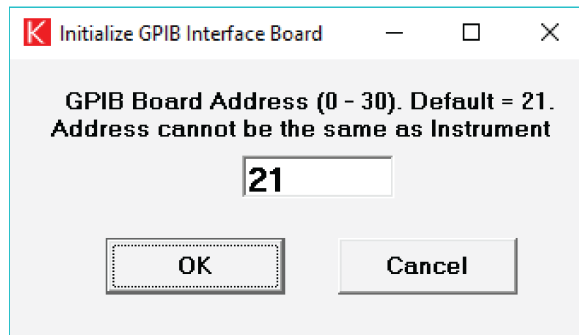 K Initialize GPIB Interface Board
GPIB Board Address (0 - 30). Default = 21.
Address cannot be the same as Instrument
21
OK Cancel